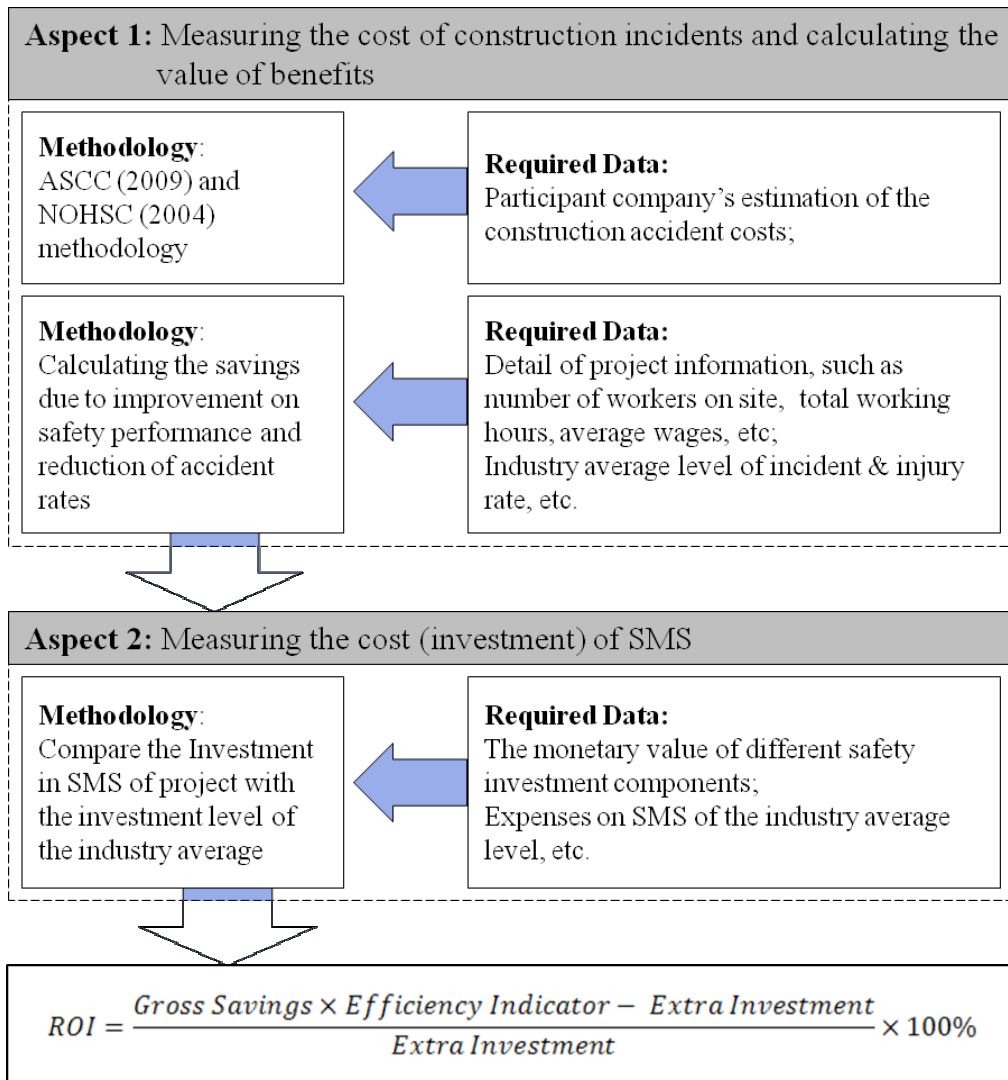 Aspect 1: Measuring the cost of construction incidents and calculating the
value of benefits
Methodology:
ASCC (2009) and
NOHSC (2004)
methodology
Required Data:
Participant company’s estimation of the
construction accident costs;
Methodology:
Calculating the savings
due to improvement on
safety performance and
reduction of accident
rates
Required Data:
Detail of project information, such as
number of workers on site, total working
hours, average wages, etc;
Industry average level of incident & injury
rate, etc.
Aspect 2: Measuring the cost (investment) of SMS
Methodology:
Compare the Investment
in SMS of project with
the investment level of
the industry average
Required Data:
The monetary value of different safety
investment components;
Expenses on SMS of the industry average
level, etc.
Gross Savings × Efficiency Indicator − Extra Investment
ROI = × 100%
Extra Investment